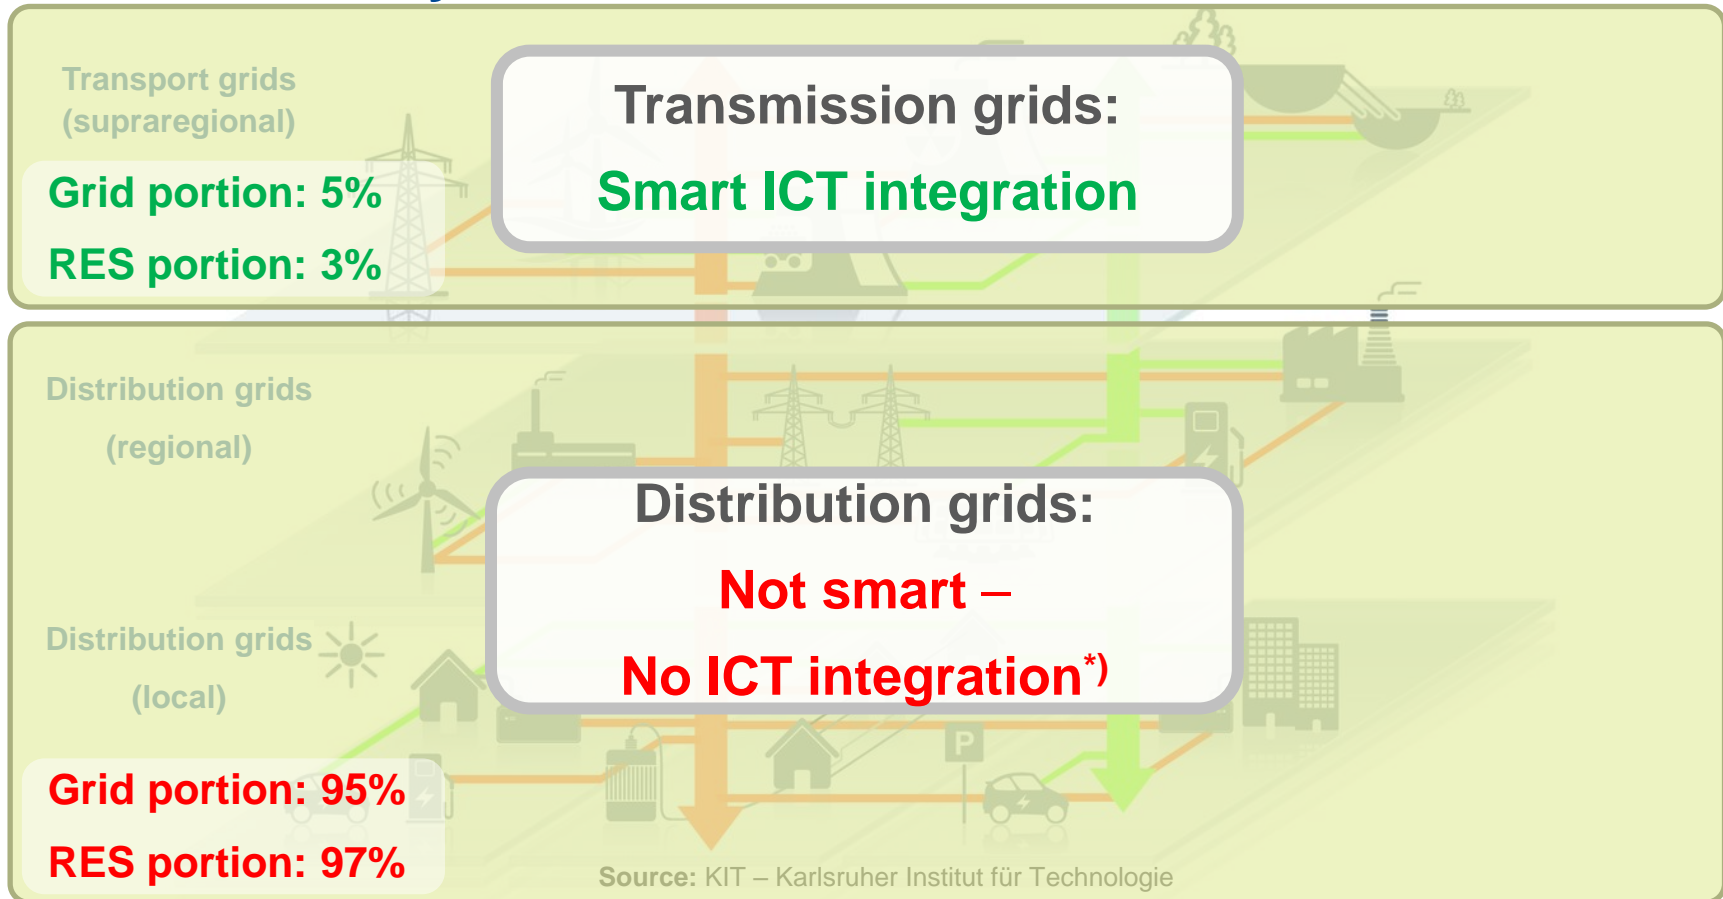 Transport grids
(supraregional)
Grid portion: 5%
RES portion: 3%
Transmission grids:
Smart ICT integration
Distribution grids
(regional)
Distribution grids:
Not smart –
No ICT integration*)
Distribution grids
(local)
P
Grid portion: 95%
RES portion: 97%
Source: KIT – Karlsruher Institut für Technologie